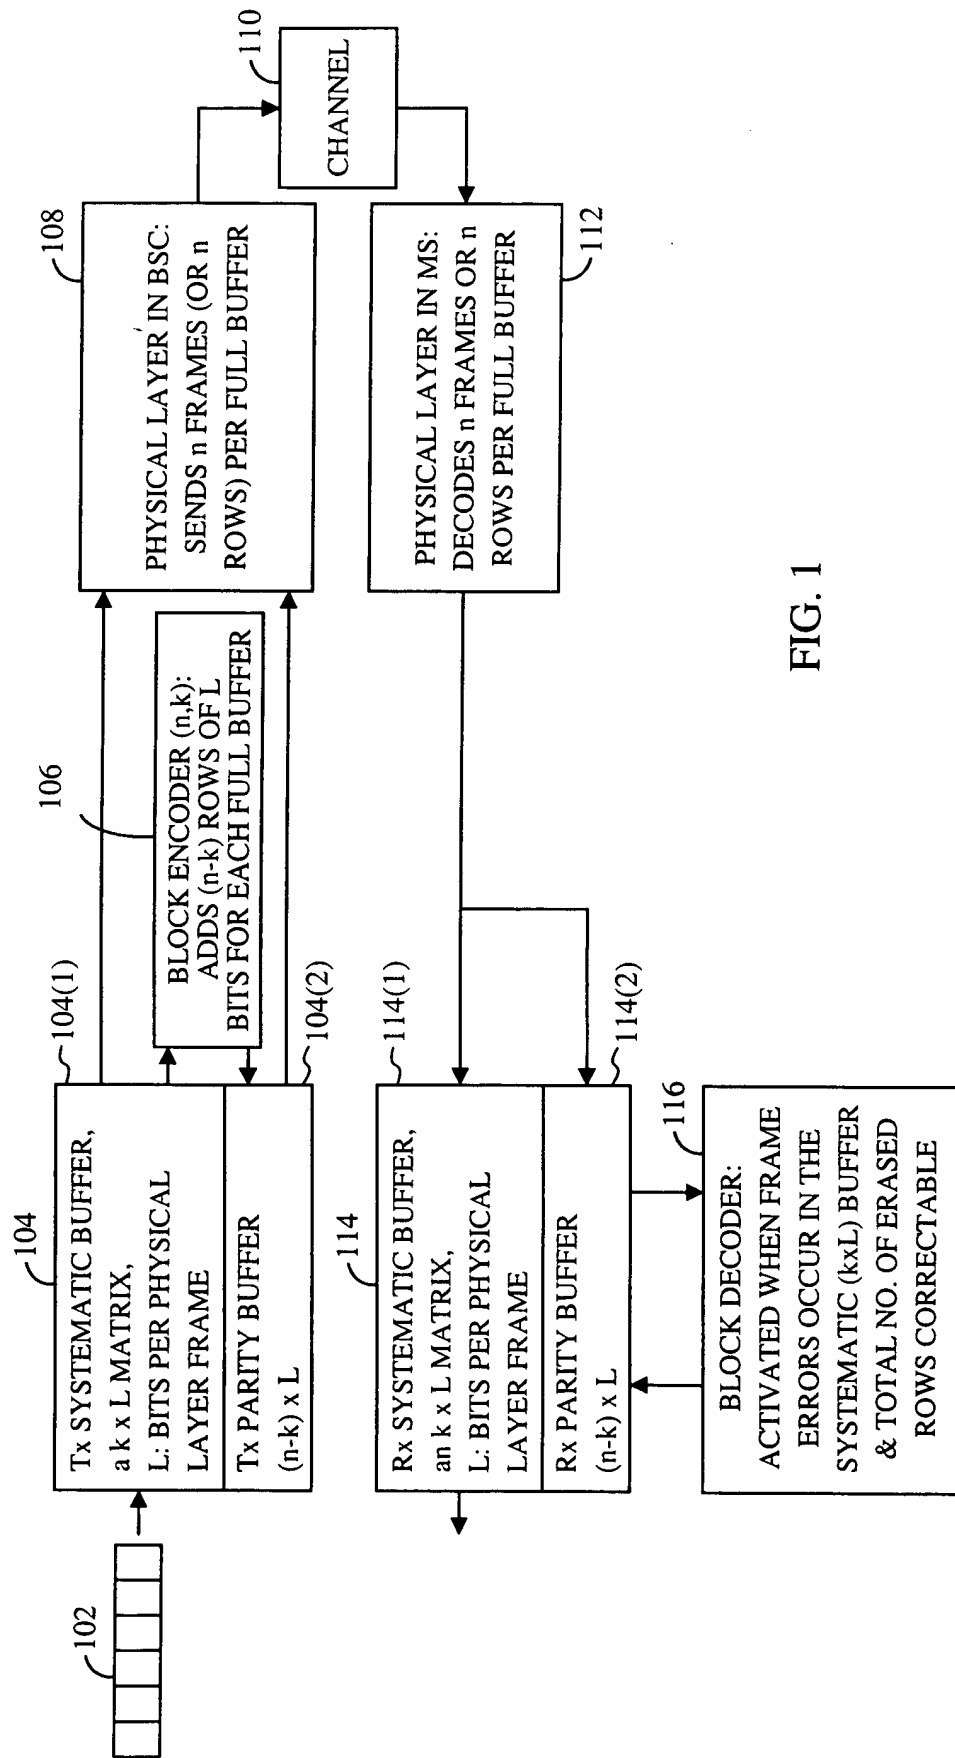 102
104
Tx SYSTEMATIC BUFFER,
a k x L MATRIX,
L: BITS PER PHYSICAL
LAYER FRAME
104(1)
Tx PARITY BUFFER
(n-k) x L
104(2)
106
BLOCK ENCODER (n,k):
ADDS (n-k) ROWS OF L
BITS FOR EACH FULL BUFFER
108
PHYSICAL LAYER IN BSC:
SENDS n FRAMES (OR n
ROWS) PER FULL BUFFER
110
CHANNEL
PHYSICAL LAYER IN MS:
DECODES n FRAMES OR n
ROWS PER FULL BUFFER
112
114
Rx SYSTEMATIC BUFFER,
an k x L MATRIX,
L: BITS PER PHYSICAL
LAYER FRAME
114(1)
Rx PARITY BUFFER
(n-k) x L
114(2)
116
BLOCK DECODER:
ACTIVATED WHEN FRAME
ERRORS OCCUR IN THE
SYSTEMATIC (kxL) BUFFER
& TOTAL NO. OF ERASED
ROWS CORRECTABLE
FIG. 1